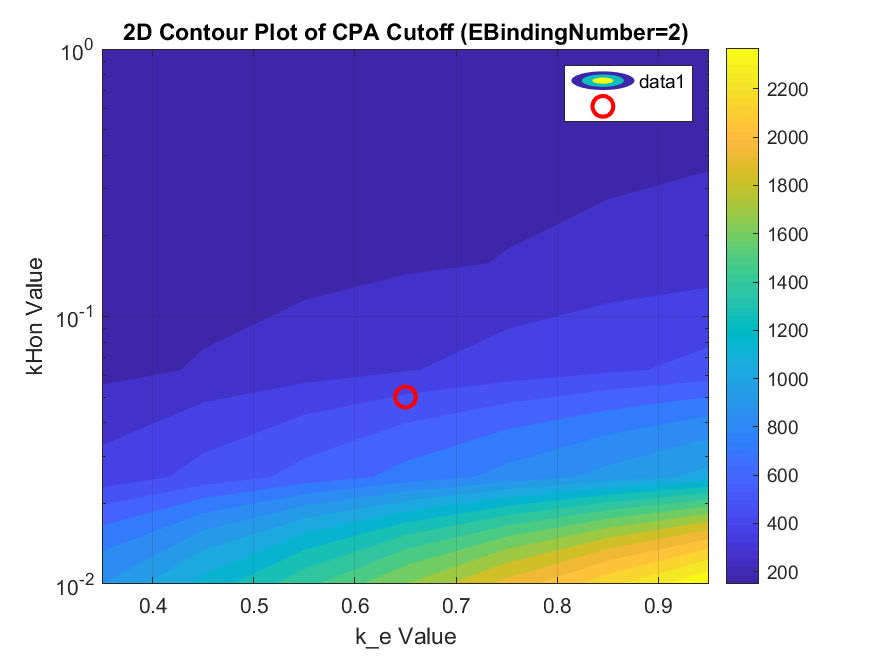 2D Contour Plot of CPA Cutoff (EBindingNumber=2)
data1
kHon Value
10^0
10^-1
10^-2
0.4 0.5 0.6 0.7 0.8 0.9
k_e Value
2200
2000
1800
1600
1400
1200
1000
800
600
400
200